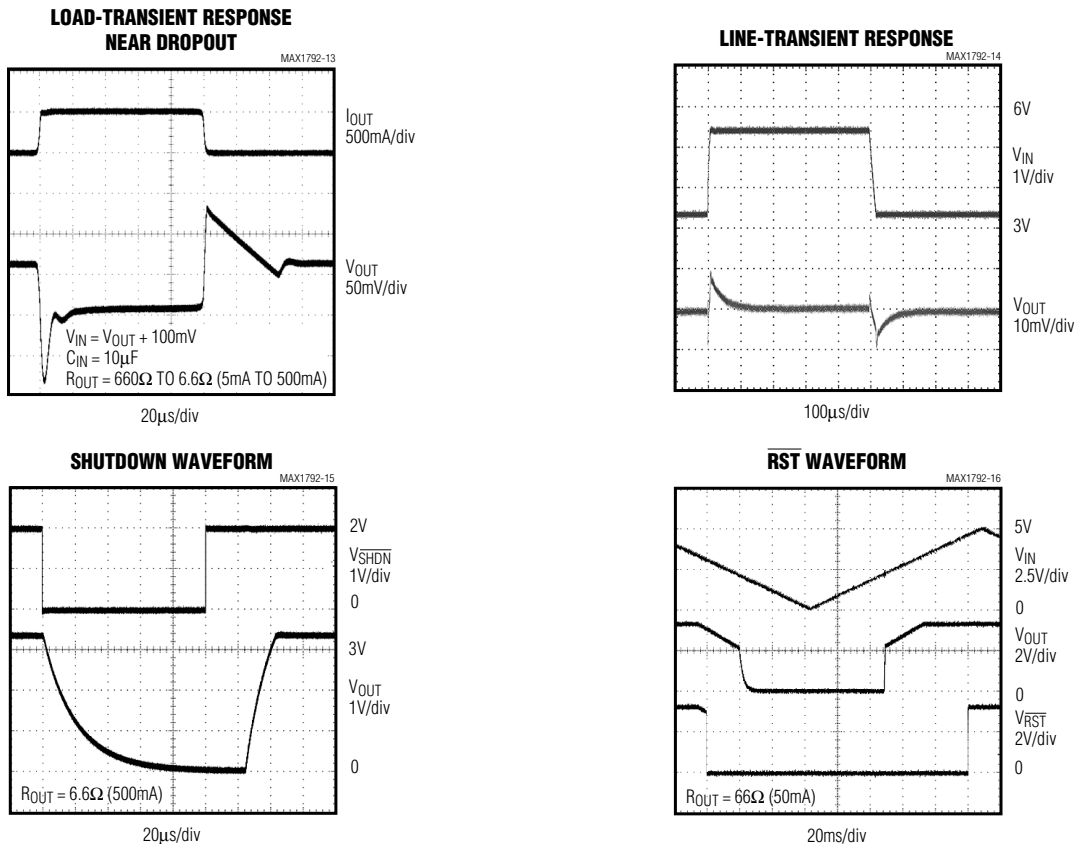 LOAD-TRANSIENT RESPONSE
NEAR DROPOUT
MAX1792-13
IOUT
500mA/div
VOUT
50mV/div
VIN = VOUT + 100mV
CIN = 10µF
ROUT = 660Ω TO 6.6Ω (5mA TO 500mA)
20µs/div
LINE-TRANSIENT RESPONSE
MAX1792-14
6V
VIN
1V/div
3V
VOUT
10mV/div
100µs/div
SHUTDOWN WAVEFORM
MAX1792-15
2V
VS̅H̅D̅N̅
1V/div
0
3V
VOUT
1V/div
0
ROUT = 6.6Ω (500mA)
20µs/div
R̅S̅T̅ WAVEFORM
MAX1792-16
5V
VIN
2.5V/div
0
VOUT
2V/div
0
VR̅S̅T̅
2V/div
0
ROUT = 66Ω (50mA)
20ms/div